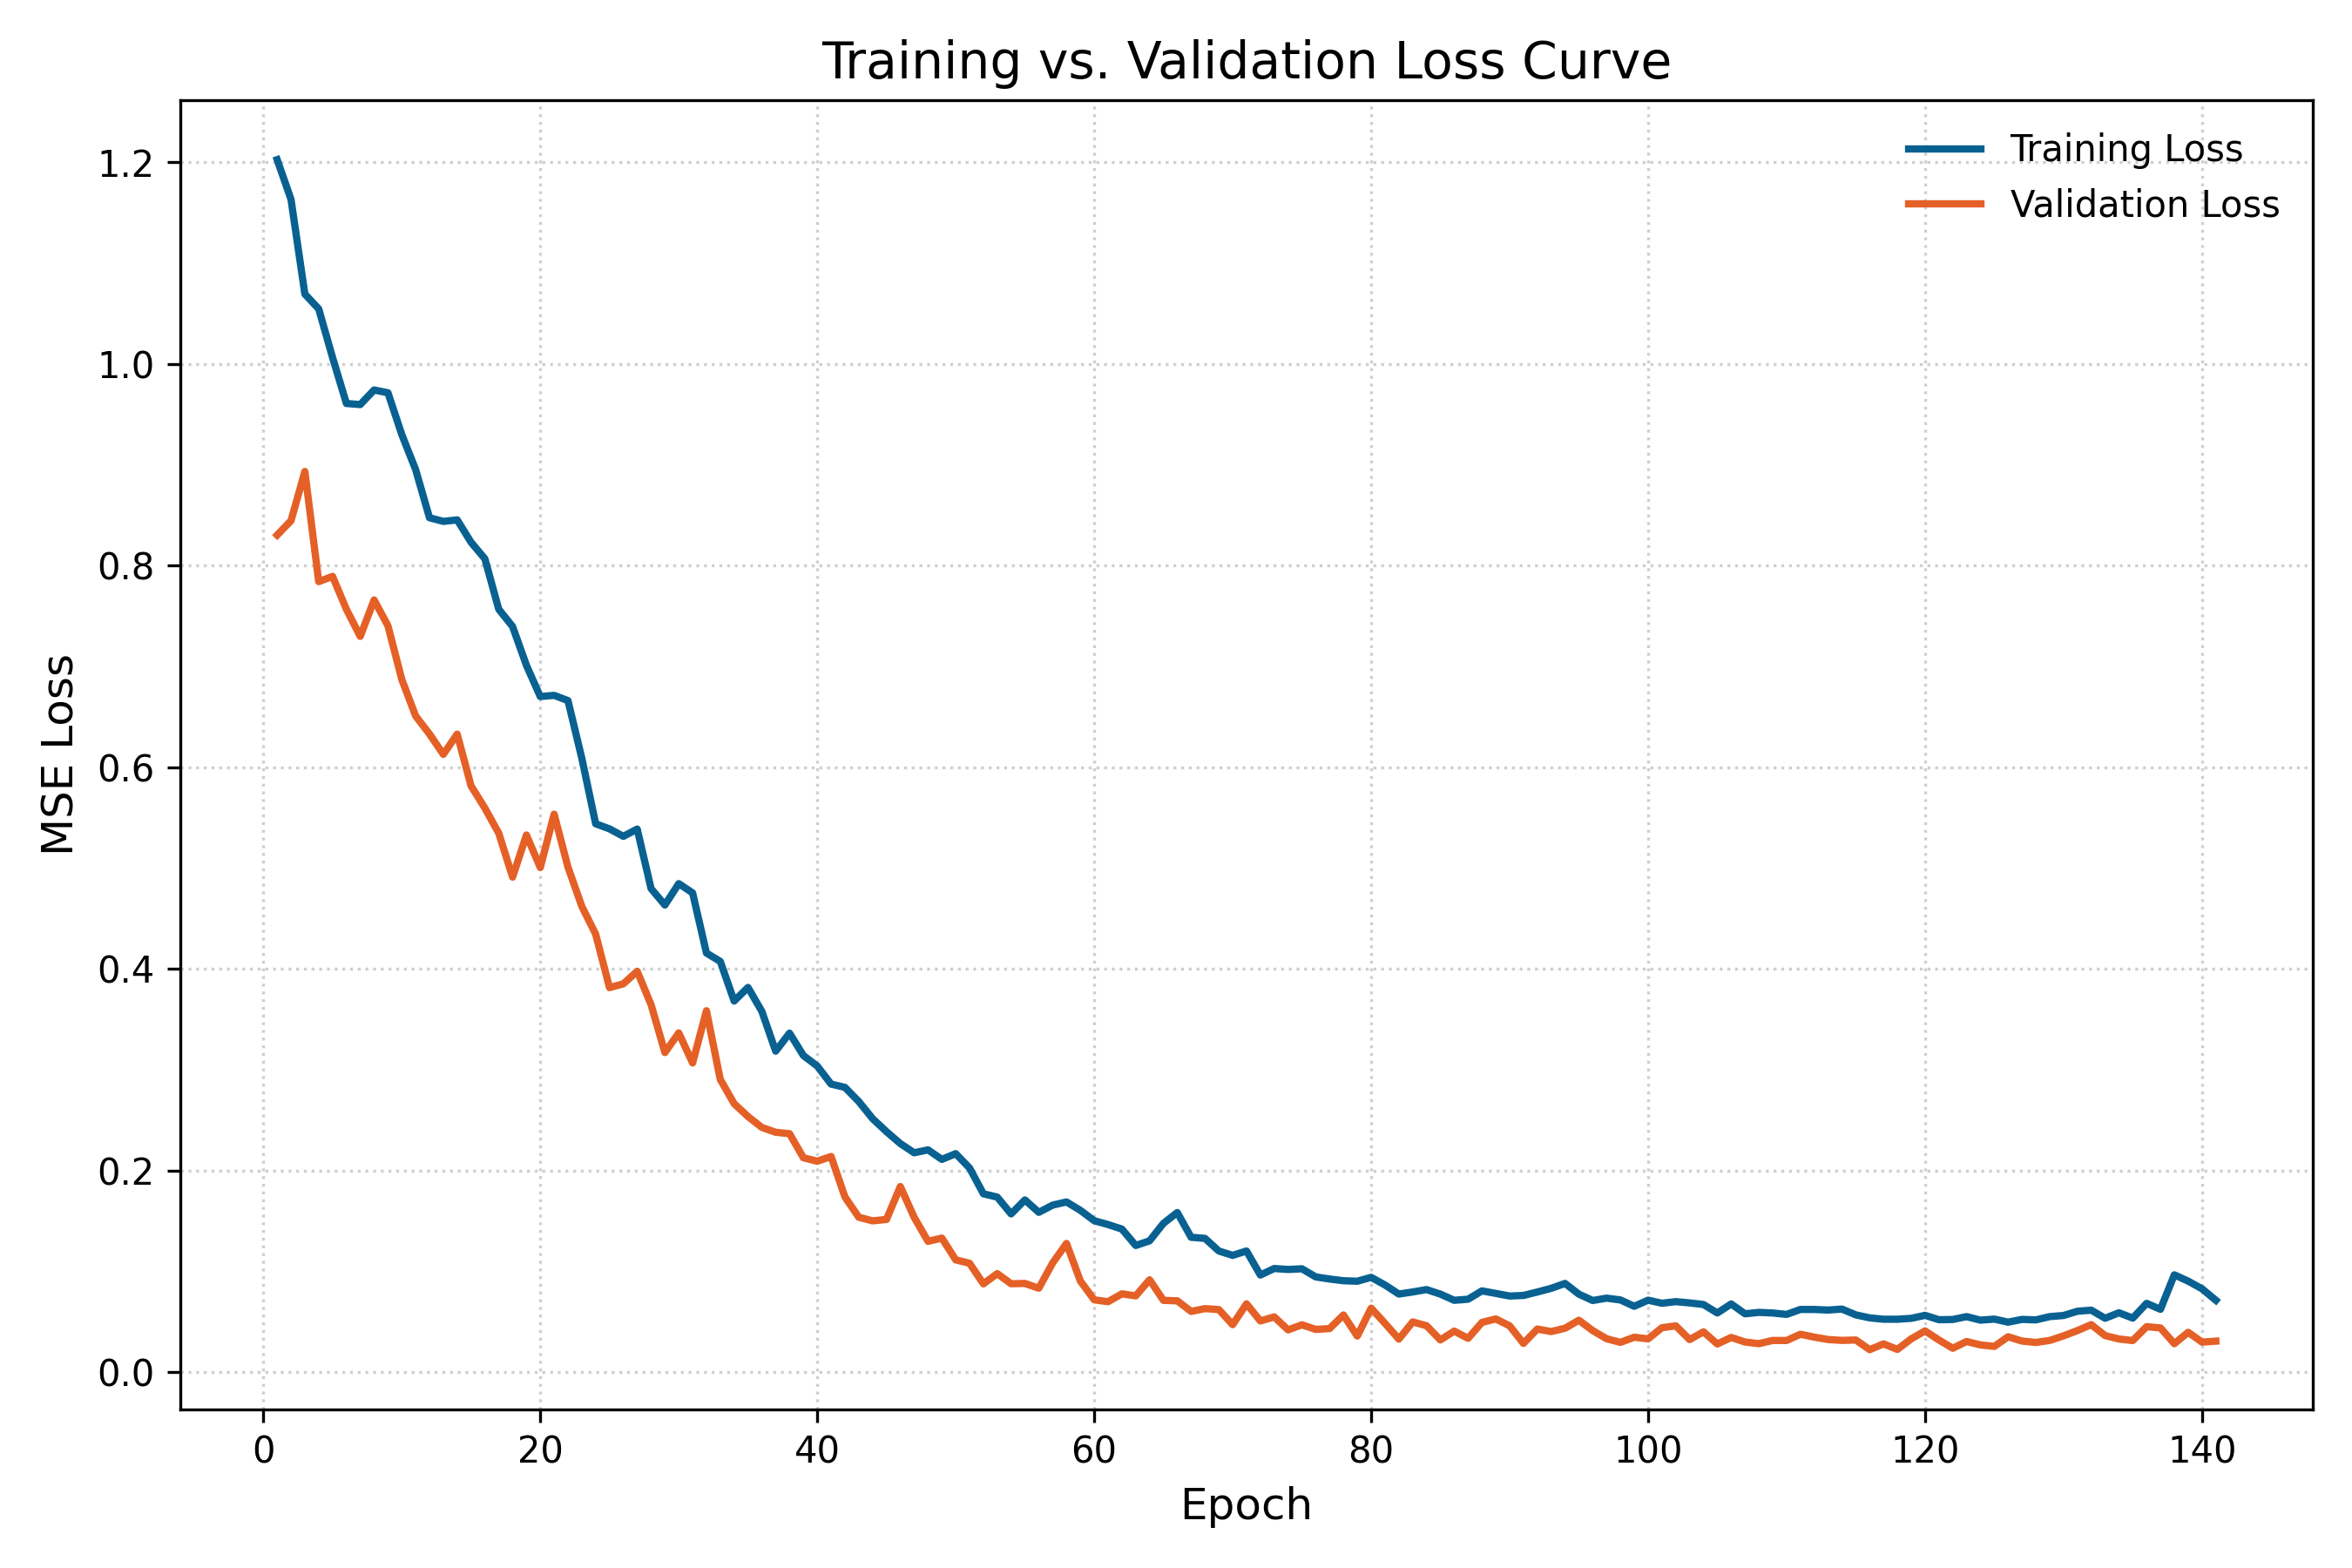 Training vs. Validation Loss Curve
Training Loss
Validation Loss
MSE Loss
1.2
1.0
0.8
0.6
0.4
0.2
0.0
0 20 40 60 80 100 120 140
Epoch